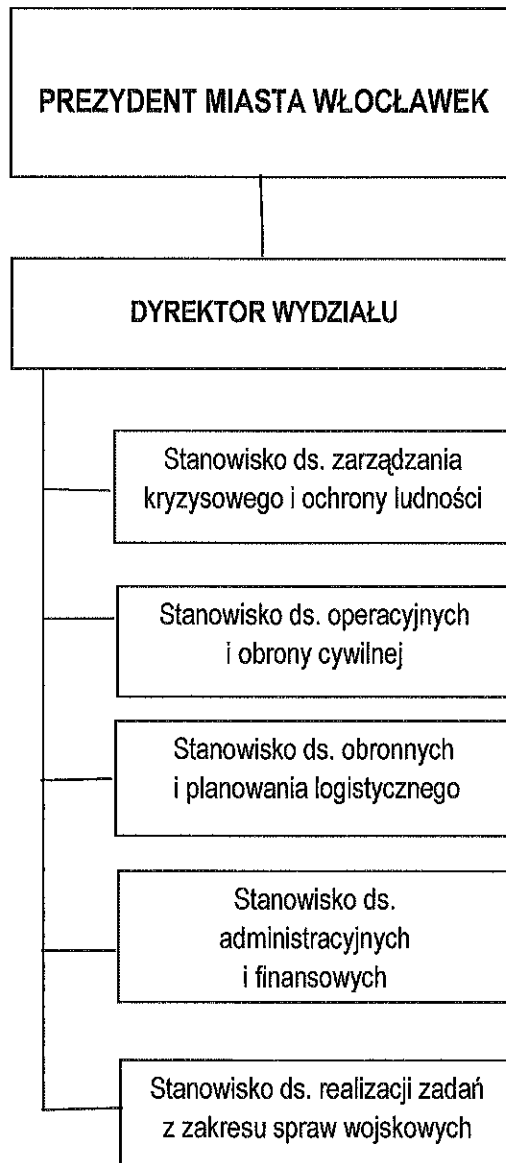 PREZYDENT MIASTA WŁOCŁAWEK
DYREKTOR WYDZIAŁU
Stanowisko ds. zarządzania
kryzysowego i ochrony ludności
Stanowisko ds. operacyjnych
i obrony cywilnej
Stanowisko ds. obronnych
i planowania logistycznego
Stanowisko ds.
administracyjnych
i finansowych
Stanowisko ds. realizacji zadań
z zakresu spraw wojskowych